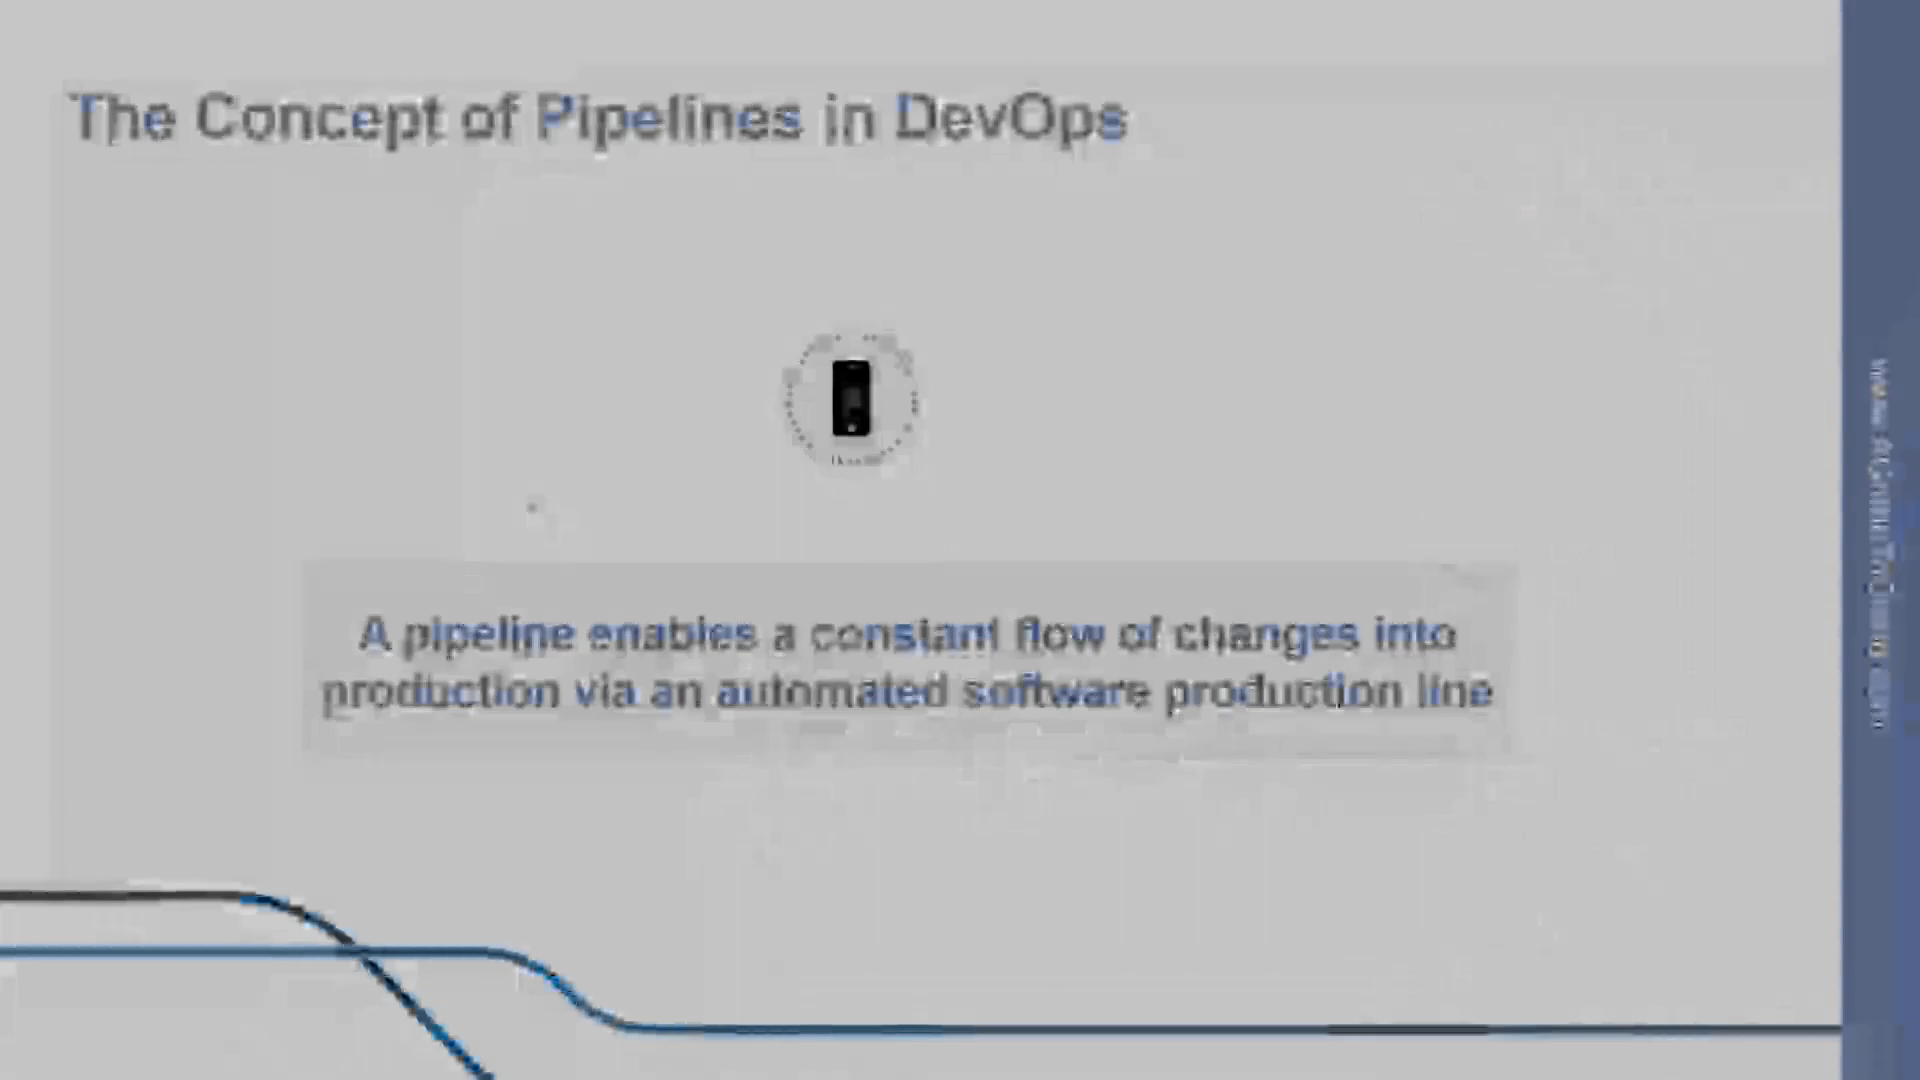 The Concept of Pipelines in DevOps
A pipeline enables a constant flow of changes into
production via an automated software production line